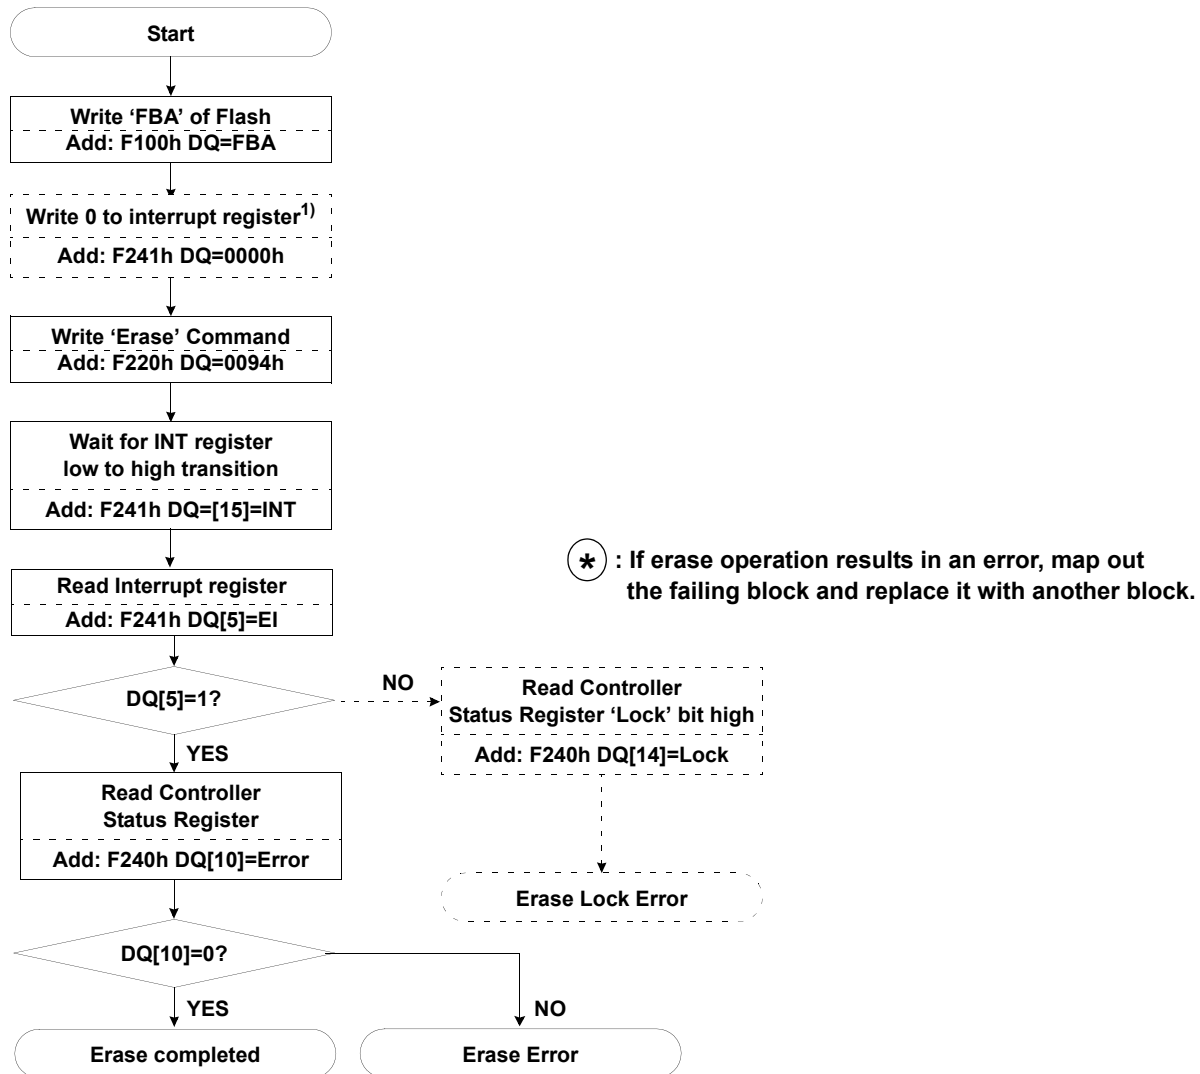 Start
Write ‘FBA’ of Flash
Add: F100h DQ=FBA
Write 0 to interrupt register1)
Add: F241h DQ=0000h
Write ‘Erase’ Command
Add: F220h DQ=0094h
Wait for INT register
low to high transition
Add: F241h DQ=[15]=INT
* : If erase operation results in an error, map out
the failing block and replace it with another block.
Read Interrupt register
Add: F241h DQ[5]=EI
DQ[5]=1?
NO
Read Controller
Status Register ‘Lock’ bit high
Add: F240h DQ[14]=Lock
YES
Read Controller
Status Register
Add: F240h DQ[10]=Error
Erase Lock Error
DQ[10]=0?
YES
NO
Erase completed
Erase Error